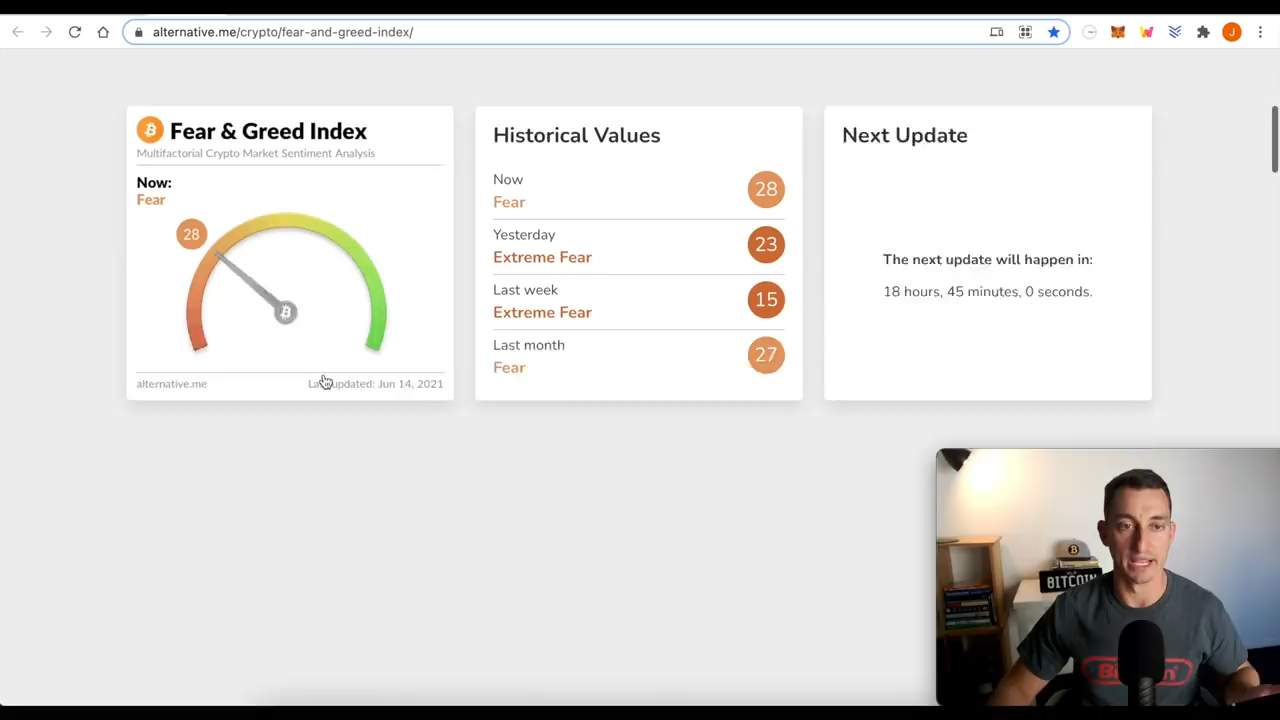 alternative.me/crypto/fear-and-greed-index/
J
Fear & Greed Index
Multifactorial Crypto Market Sentiment Analysis
Now:
Fear
28
alternative.me
Last updated: Jun 14, 2021
Historical Values
Now
Fear
28
Yesterday
Extreme Fear
23
Last week
Extreme Fear
15
Last month
Fear
27
Next Update
The next update will happen in:
18 hours, 45 minutes, 0 seconds.
BITCOIN